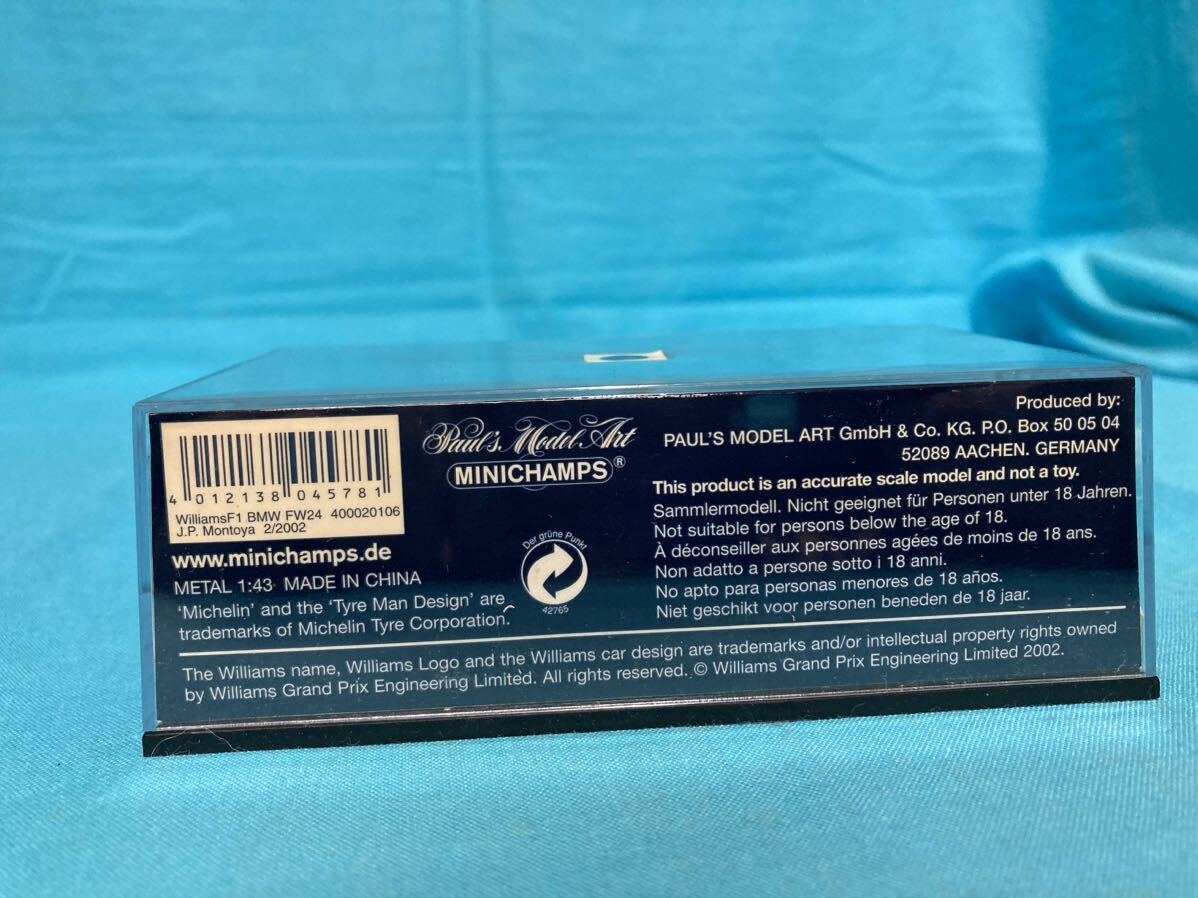 4 012138 045781
WilliamsF1 BMW FW24 400020106
J.P. Montoya 2/2002
www.minichamps.de
METAL 1:43 MADE IN CHINA
'Michelin' and the 'Tyre Man Design' are
trademarks of Michelin Tyre Corporation.
Paul's Model Art
MINICHAMPS®
Der grüne Punkt
42765
Produced by:
PAUL'S MODEL ART GmbH & Co. KG. P.O. Box 50 05 04
52089 AACHEN. GERMANY
This product is an accurate scale model and not a toy.
Sammlermodell. Nicht geeignet für Personen unter 18 Jahren.
Not suitable for persons below the age of 18.
À déconseiller aux personnes agées de moins de 18 ans.
Non adatto a persone sotto i 18 anni.
No apto para personas menores de 18 años.
Niet geschikt voor personen beneden de 18 jaar.
The Williams name, Williams Logo and the Williams car design are trademarks and/or intellectual property rights owned
by Williams Grand Prix Engineering Limited. All rights reserved. © Williams Grand Prix Engineering Limited 2002.